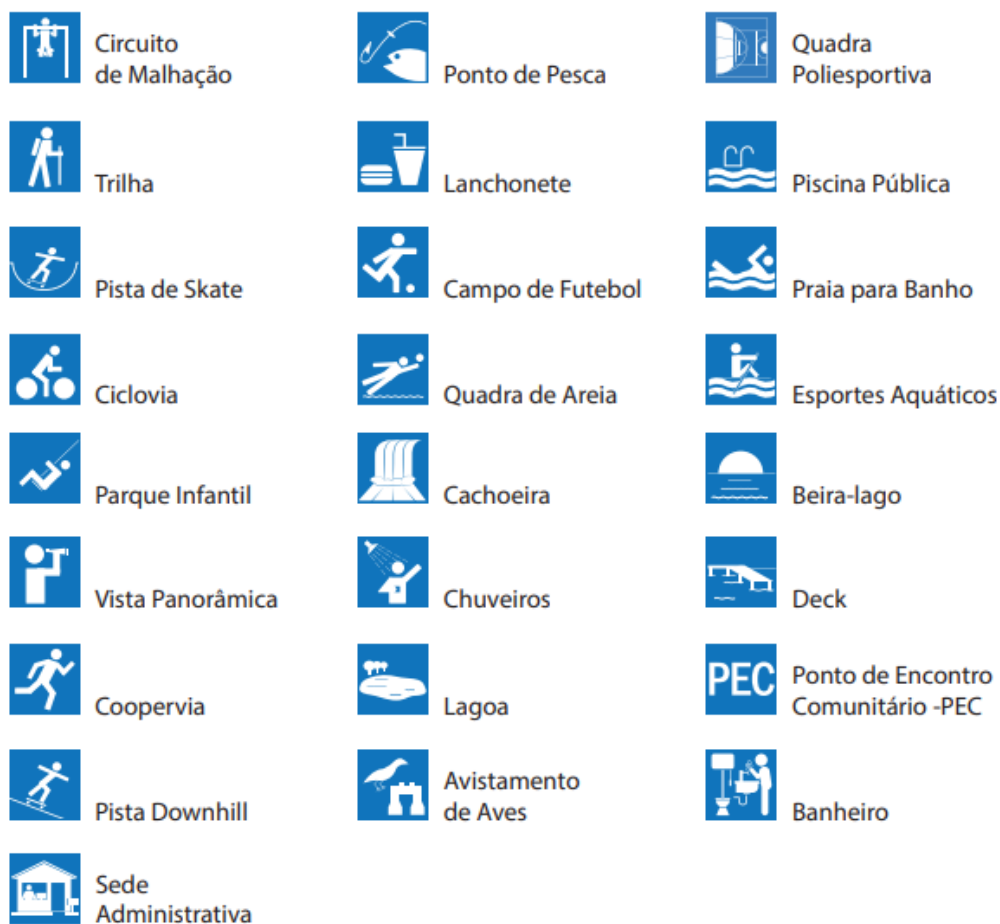 Circuito
de Malhação
Ponto de Pesca
Quadra
Poliesportiva
Trilha
Lanchonete
Piscina Pública
Pista de Skate
Campo de Futebol
Praia para Banho
Ciclovia
Quadra de Areia
Esportes Aquáticos
Parque Infantil
Cachoeira
Beira-lago
Vista Panorâmica
Chuveiros
Deck
Coopervia
Lagoa
PEC
Ponto de Encontro
Comunitário -PEC
Pista Downhill
Avistamento
de Aves
Banheiro
Sede
Administrativa